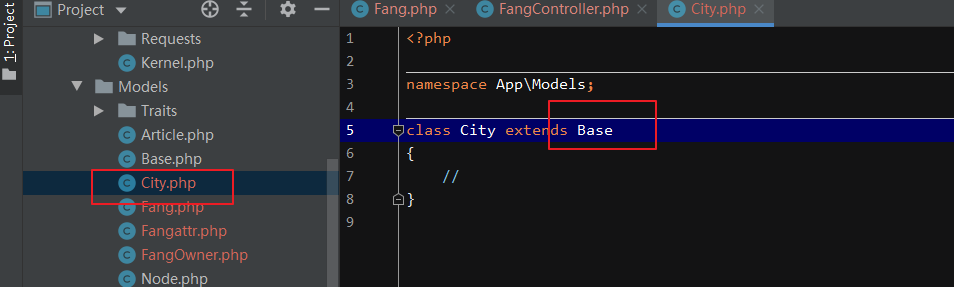 1: Project
Project
Requests
Kernel.php
Models
Traits
Article.php
Base.php
City.php
Fang.php
Fangattr.php
FangOwner.php
Node.php
Fang.php
FangController.php
City.php
1 <?php
2
3 namespace App\Models;
4
5 class City extends Base
6 {
7 //
8 }
9